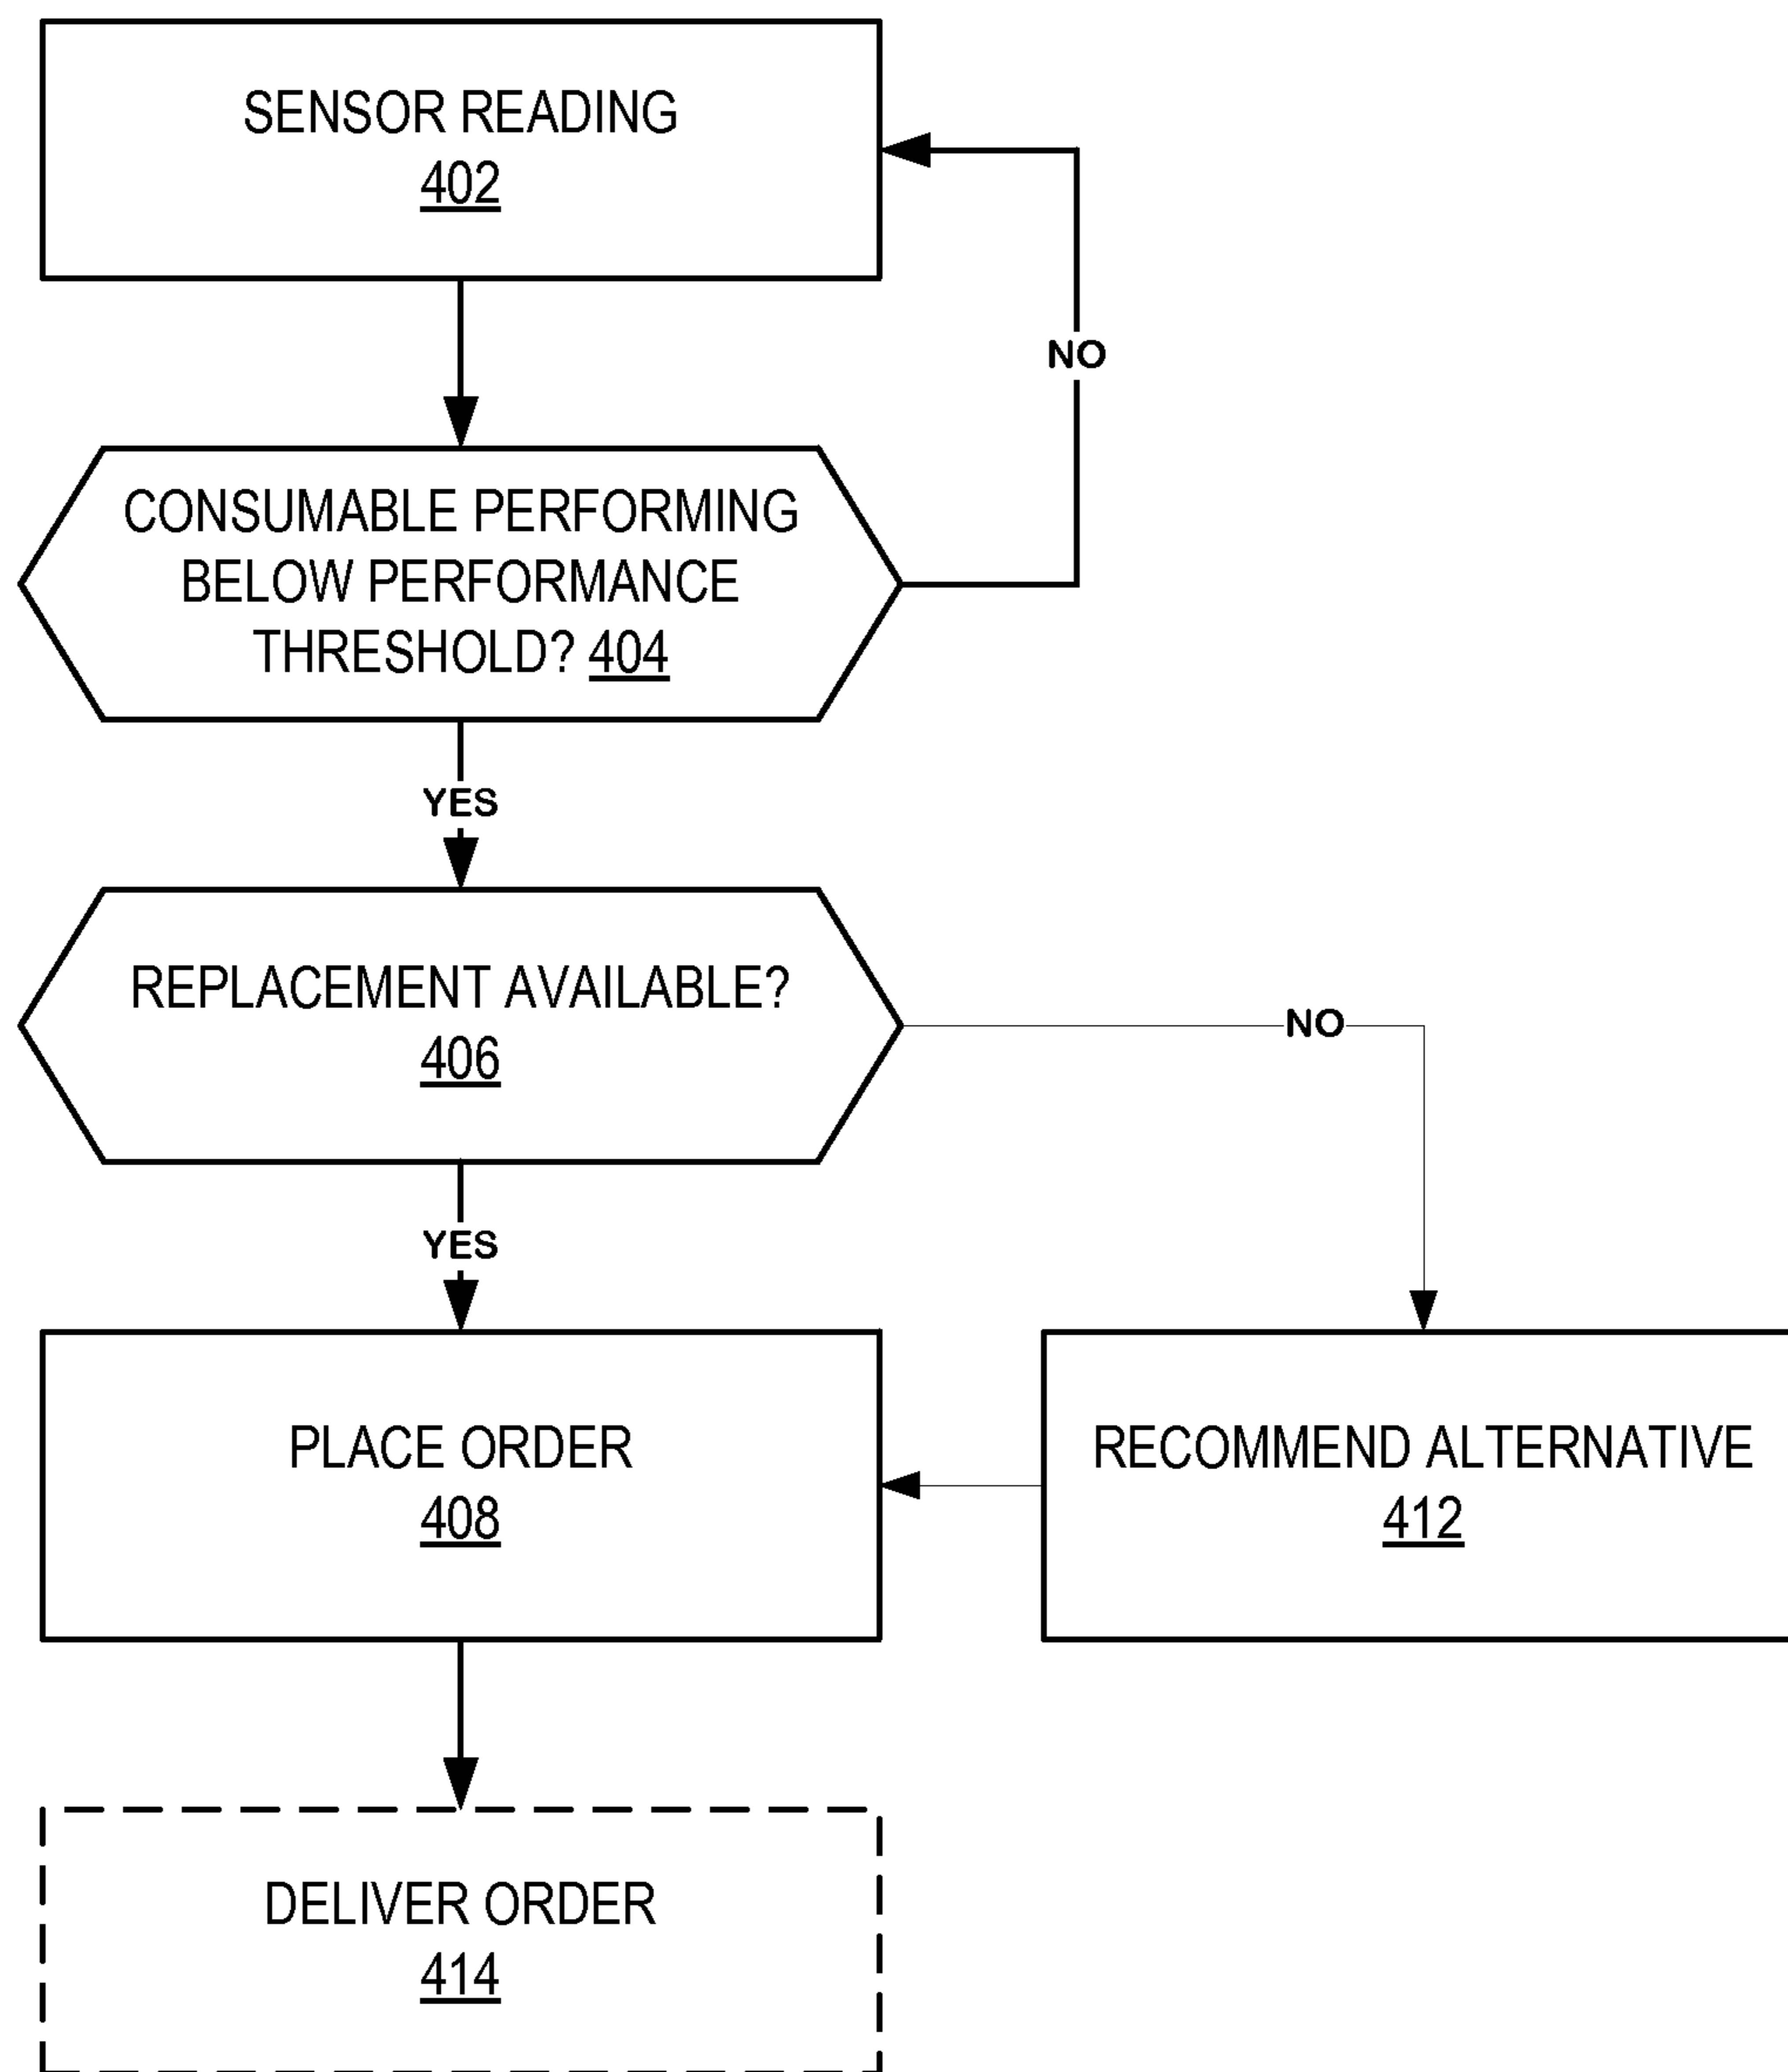 SENSOR READING
402
NO
CONSUMABLE PERFORMING
BELOW PERFORMANCE
THRESHOLD? 404
YES
REPLACEMENT AVAILABLE?
406
NO
YES
PLACE ORDER
408
RECOMMEND ALTERNATIVE
412
DELIVER ORDER
414